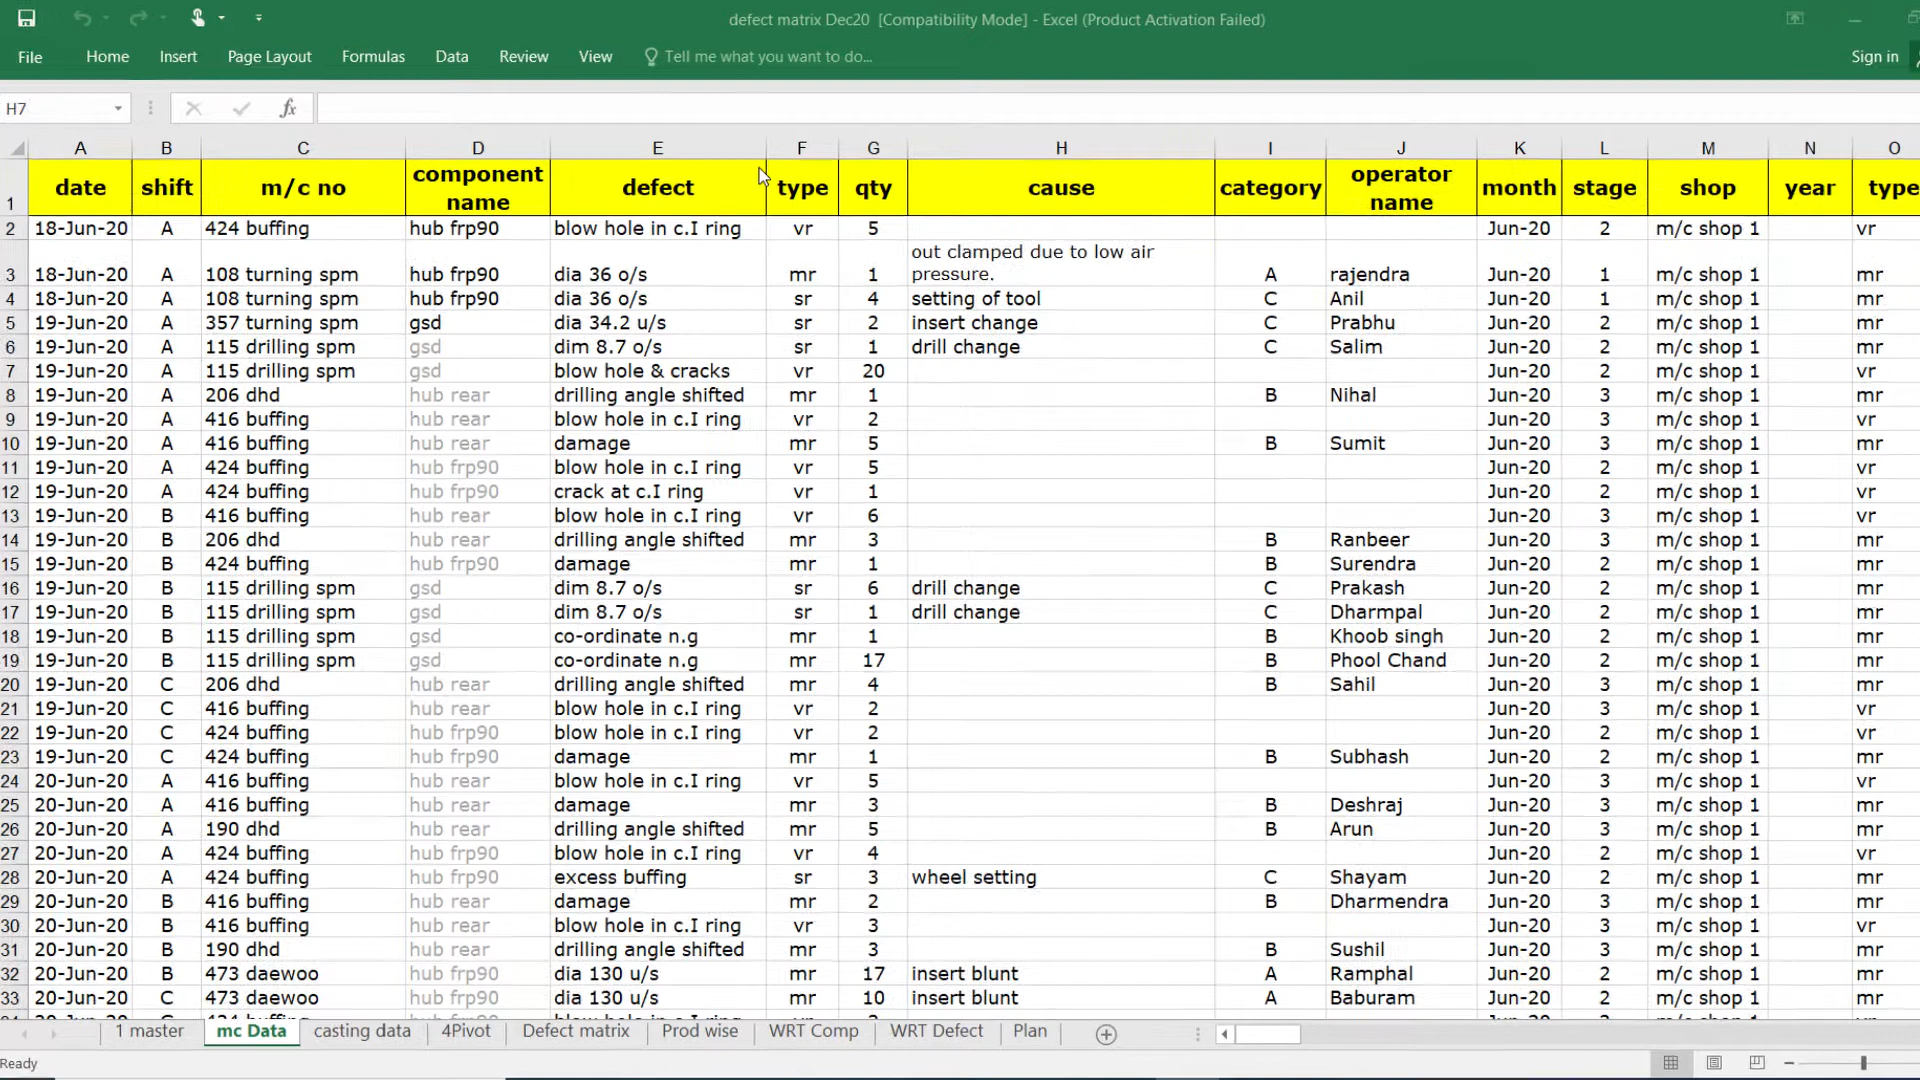 defect matrix Dec20 [Compatibility Mode] - Excel (Product Activation Failed)
File Home Insert Page Layout Formulas Data Review View Tell me what you want to do... Sign in
H7 fx
A B C D E F G H I J K L M N O
1 date shift m/c no component name defect type qty cause category operator name month stage shop year type
2 18-Jun-20 A 424 buffing hub frp90 blow hole in c.I ring vr 5 Jun-20 2 m/c shop 1 vr
3 18-Jun-20 A 108 turning spm hub frp90 dia 36 o/s mr 1 out clamped due to low air pressure. A rajendra Jun-20 1 m/c shop 1 mr
4 18-Jun-20 A 108 turning spm hub frp90 dia 36 o/s sr 4 setting of tool C Anil Jun-20 1 m/c shop 1 mr
5 19-Jun-20 A 357 turning spm gsd dia 34.2 u/s sr 2 insert change C Prabhu Jun-20 2 m/c shop 1 mr
6 19-Jun-20 A 115 drilling spm gsd dim 8.7 o/s sr 1 drill change C Salim Jun-20 2 m/c shop 1 mr
7 19-Jun-20 A 115 drilling spm gsd blow hole & cracks vr 20 Jun-20 2 m/c shop 1 vr
8 19-Jun-20 A 206 dhd hub rear drilling angle shifted mr 1 B Nihal Jun-20 3 m/c shop 1 mr
9 19-Jun-20 A 416 buffing hub rear blow hole in c.I ring vr 2 Jun-20 3 m/c shop 1 vr
10 19-Jun-20 A 416 buffing hub rear damage mr 5 B Sumit Jun-20 3 m/c shop 1 mr
11 19-Jun-20 A 424 buffing hub frp90 blow hole in c.I ring vr 5 Jun-20 2 m/c shop 1 vr
12 19-Jun-20 A 424 buffing hub frp90 crack at c.I ring vr 1 Jun-20 2 m/c shop 1 vr
13 19-Jun-20 B 416 buffing hub rear blow hole in c.I ring vr 6 Jun-20 3 m/c shop 1 vr
14 19-Jun-20 B 206 dhd hub rear drilling angle shifted mr 3 B Ranbeer Jun-20 3 m/c shop 1 mr
15 19-Jun-20 B 424 buffing hub frp90 damage mr 1 B Surendra Jun-20 2 m/c shop 1 mr
16 19-Jun-20 B 115 drilling spm gsd dim 8.7 o/s sr 6 drill change C Prakash Jun-20 2 m/c shop 1 mr
17 19-Jun-20 B 115 drilling spm gsd dim 8.7 o/s sr 1 drill change C Dharmpal Jun-20 2 m/c shop 1 mr
18 19-Jun-20 B 115 drilling spm gsd co-ordinate n.g mr 1 B Khoob singh Jun-20 2 m/c shop 1 mr
19 19-Jun-20 B 115 drilling spm gsd co-ordinate n.g mr 17 B Phool Chand Jun-20 2 m/c shop 1 mr
20 19-Jun-20 C 206 dhd hub rear drilling angle shifted mr 4 B Sahil Jun-20 3 m/c shop 1 mr
21 19-Jun-20 C 416 buffing hub rear blow hole in c.I ring vr 2 Jun-20 3 m/c shop 1 vr
22 19-Jun-20 C 424 buffing hub frp90 blow hole in c.I ring vr 2 Jun-20 2 m/c shop 1 vr
23 19-Jun-20 C 424 buffing hub frp90 damage mr 1 B Subhash Jun-20 2 m/c shop 1 mr
24 20-Jun-20 A 416 buffing hub rear blow hole in c.I ring vr 5 Jun-20 3 m/c shop 1 vr
25 20-Jun-20 A 416 buffing hub rear damage mr 3 B Deshraj Jun-20 3 m/c shop 1 mr
26 20-Jun-20 A 190 dhd hub rear drilling angle shifted mr 5 B Arun Jun-20 3 m/c shop 1 mr
27 20-Jun-20 A 424 buffing hub frp90 blow hole in c.I ring vr 4 Jun-20 2 m/c shop 1 vr
28 20-Jun-20 A 424 buffing hub frp90 excess buffing sr 3 wheel setting C Shayam Jun-20 2 m/c shop 1 mr
29 20-Jun-20 B 416 buffing hub rear damage mr 2 B Dharmendra Jun-20 3 m/c shop 1 mr
30 20-Jun-20 B 416 buffing hub rear blow hole in c.I ring vr 3 Jun-20 3 m/c shop 1 vr
31 20-Jun-20 B 190 dhd hub rear drilling angle shifted mr 3 B Sushil Jun-20 3 m/c shop 1 mr
32 20-Jun-20 B 473 daewoo hub frp90 dia 130 u/s mr 17 insert blunt A Ramphal Jun-20 2 m/c shop 1 mr
33 20-Jun-20 C 473 daewoo hub frp90 dia 130 u/s mr 10 insert blunt A Baburam Jun-20 2 m/c shop 1 mr
1 master mc Data casting data 4Pivot Defect matrix Prod wise WRT Comp WRT Defect Plan
Ready